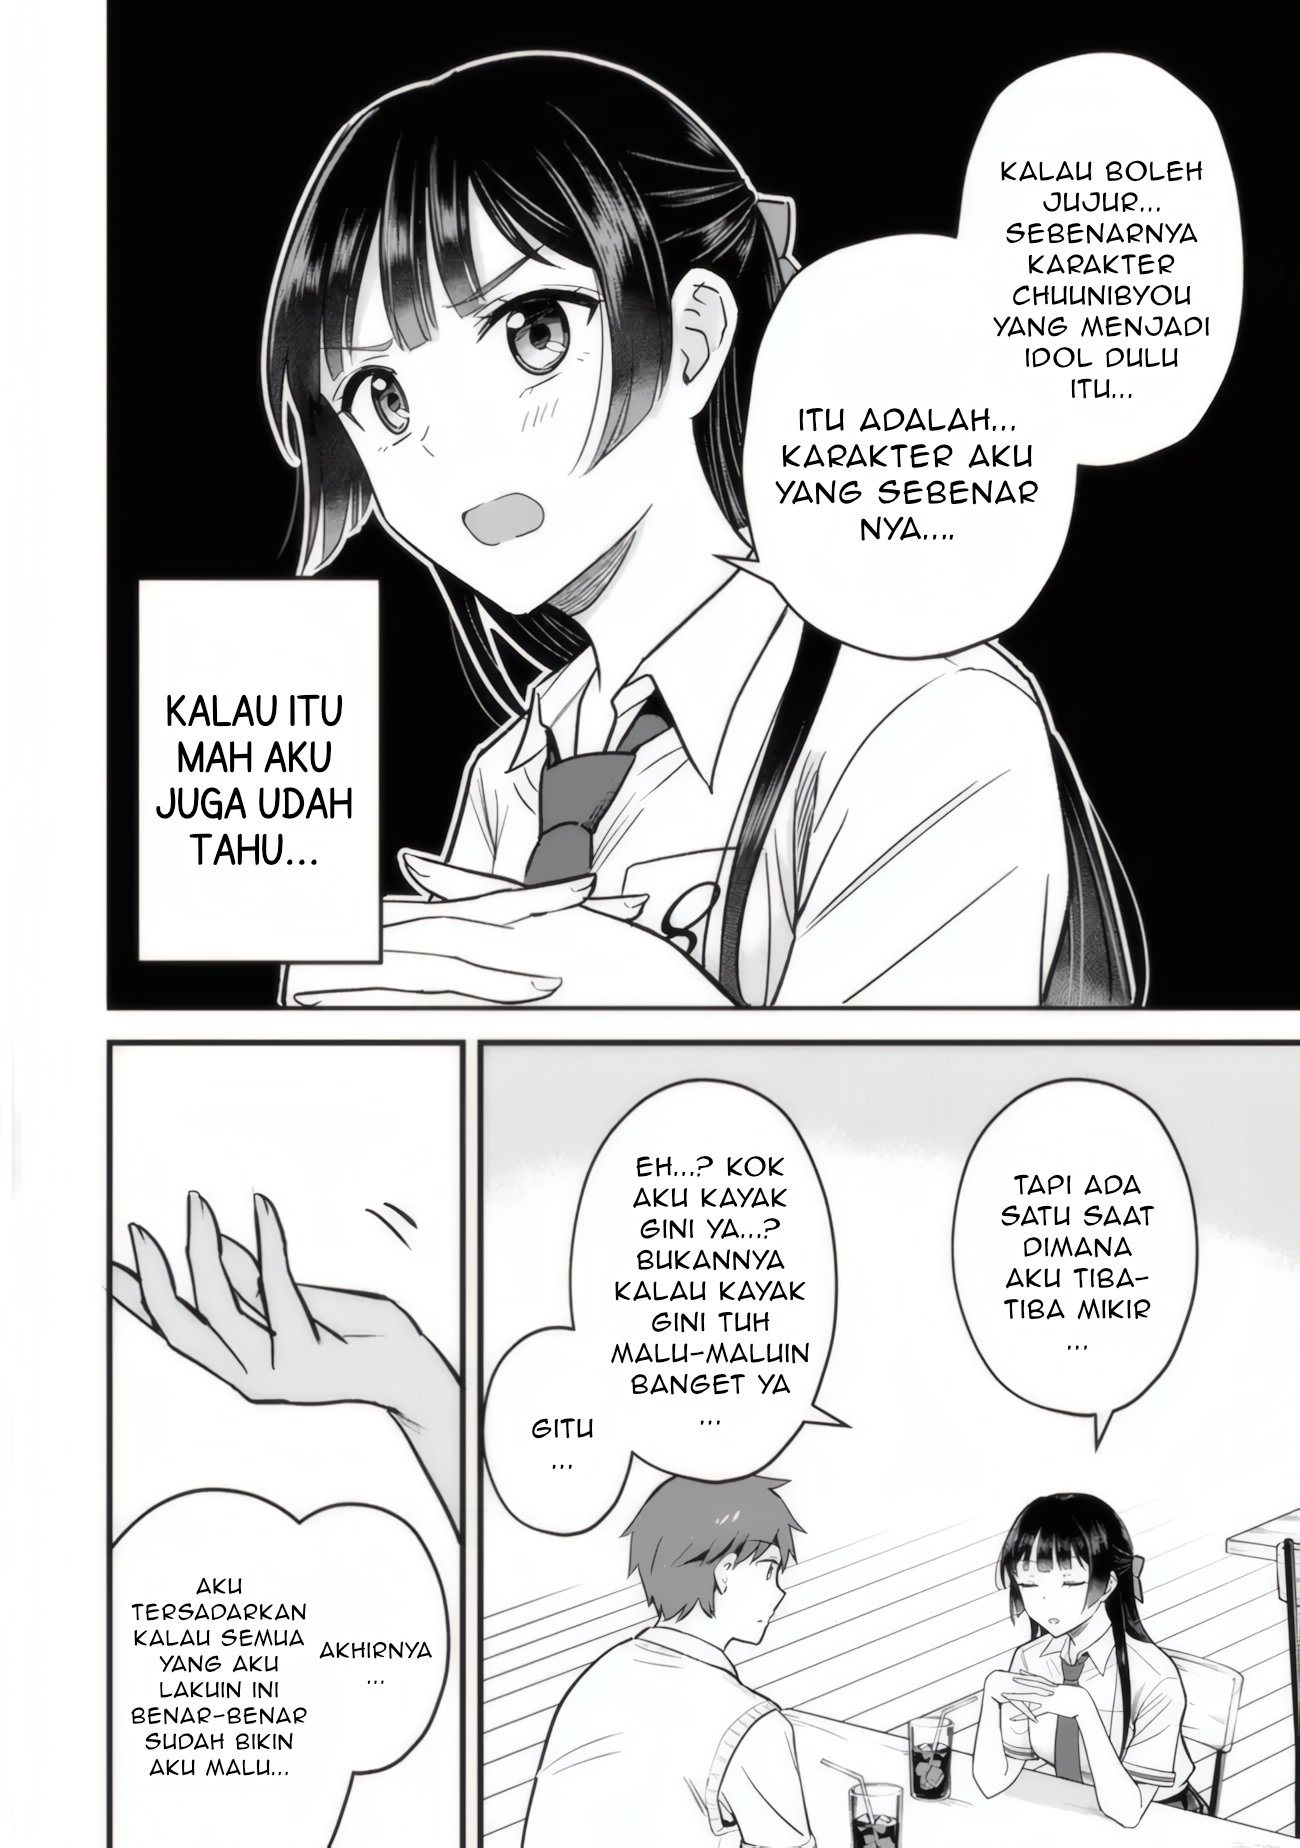 KALAU BOLEH
JUJUR...
SEBENARNYA
KARAKTER
CHUUNIBYOU
YANG MENJADI
IDOL DULU
ITU...
ITU ADALAH...
KARAKTER AKU
YANG SEBENAR
NYA....
KALAU ITU
MAH AKU
JUGA UDAH
TAHU...
TAPI ADA
SATU SAAT
DIMANA
AKU TIBA-
TIBA MIKIR
...
EH...? KOK
AKU KAYAK
GINI YA...?
BUKANNYA
KALAU KAYAK
GINI TUH
MALU-MALUIN
BANGET YA
...
GITU
...
AKHIRNYA
...
AKU
TERSADARKAN
KALAU SEMUA
YANG AKU
LAKUIN INI
BENAR-BENAR
SUDAH BIKIN
AKU MALU...